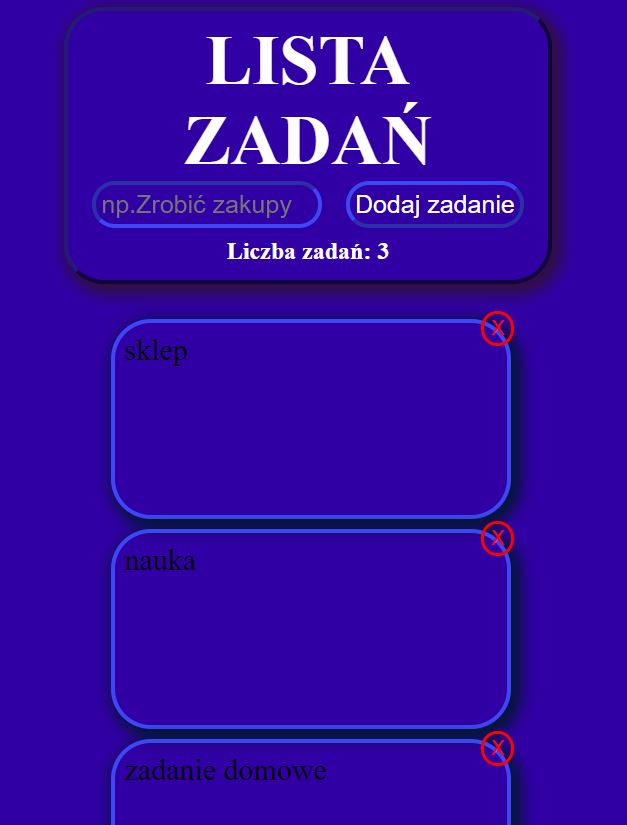 LISTA
ZADAŃ
np.Zrobić zakupy
Dodaj zadanie
Liczba zadań: 3
X
sklep
X
nauka
X
zadanie domowe